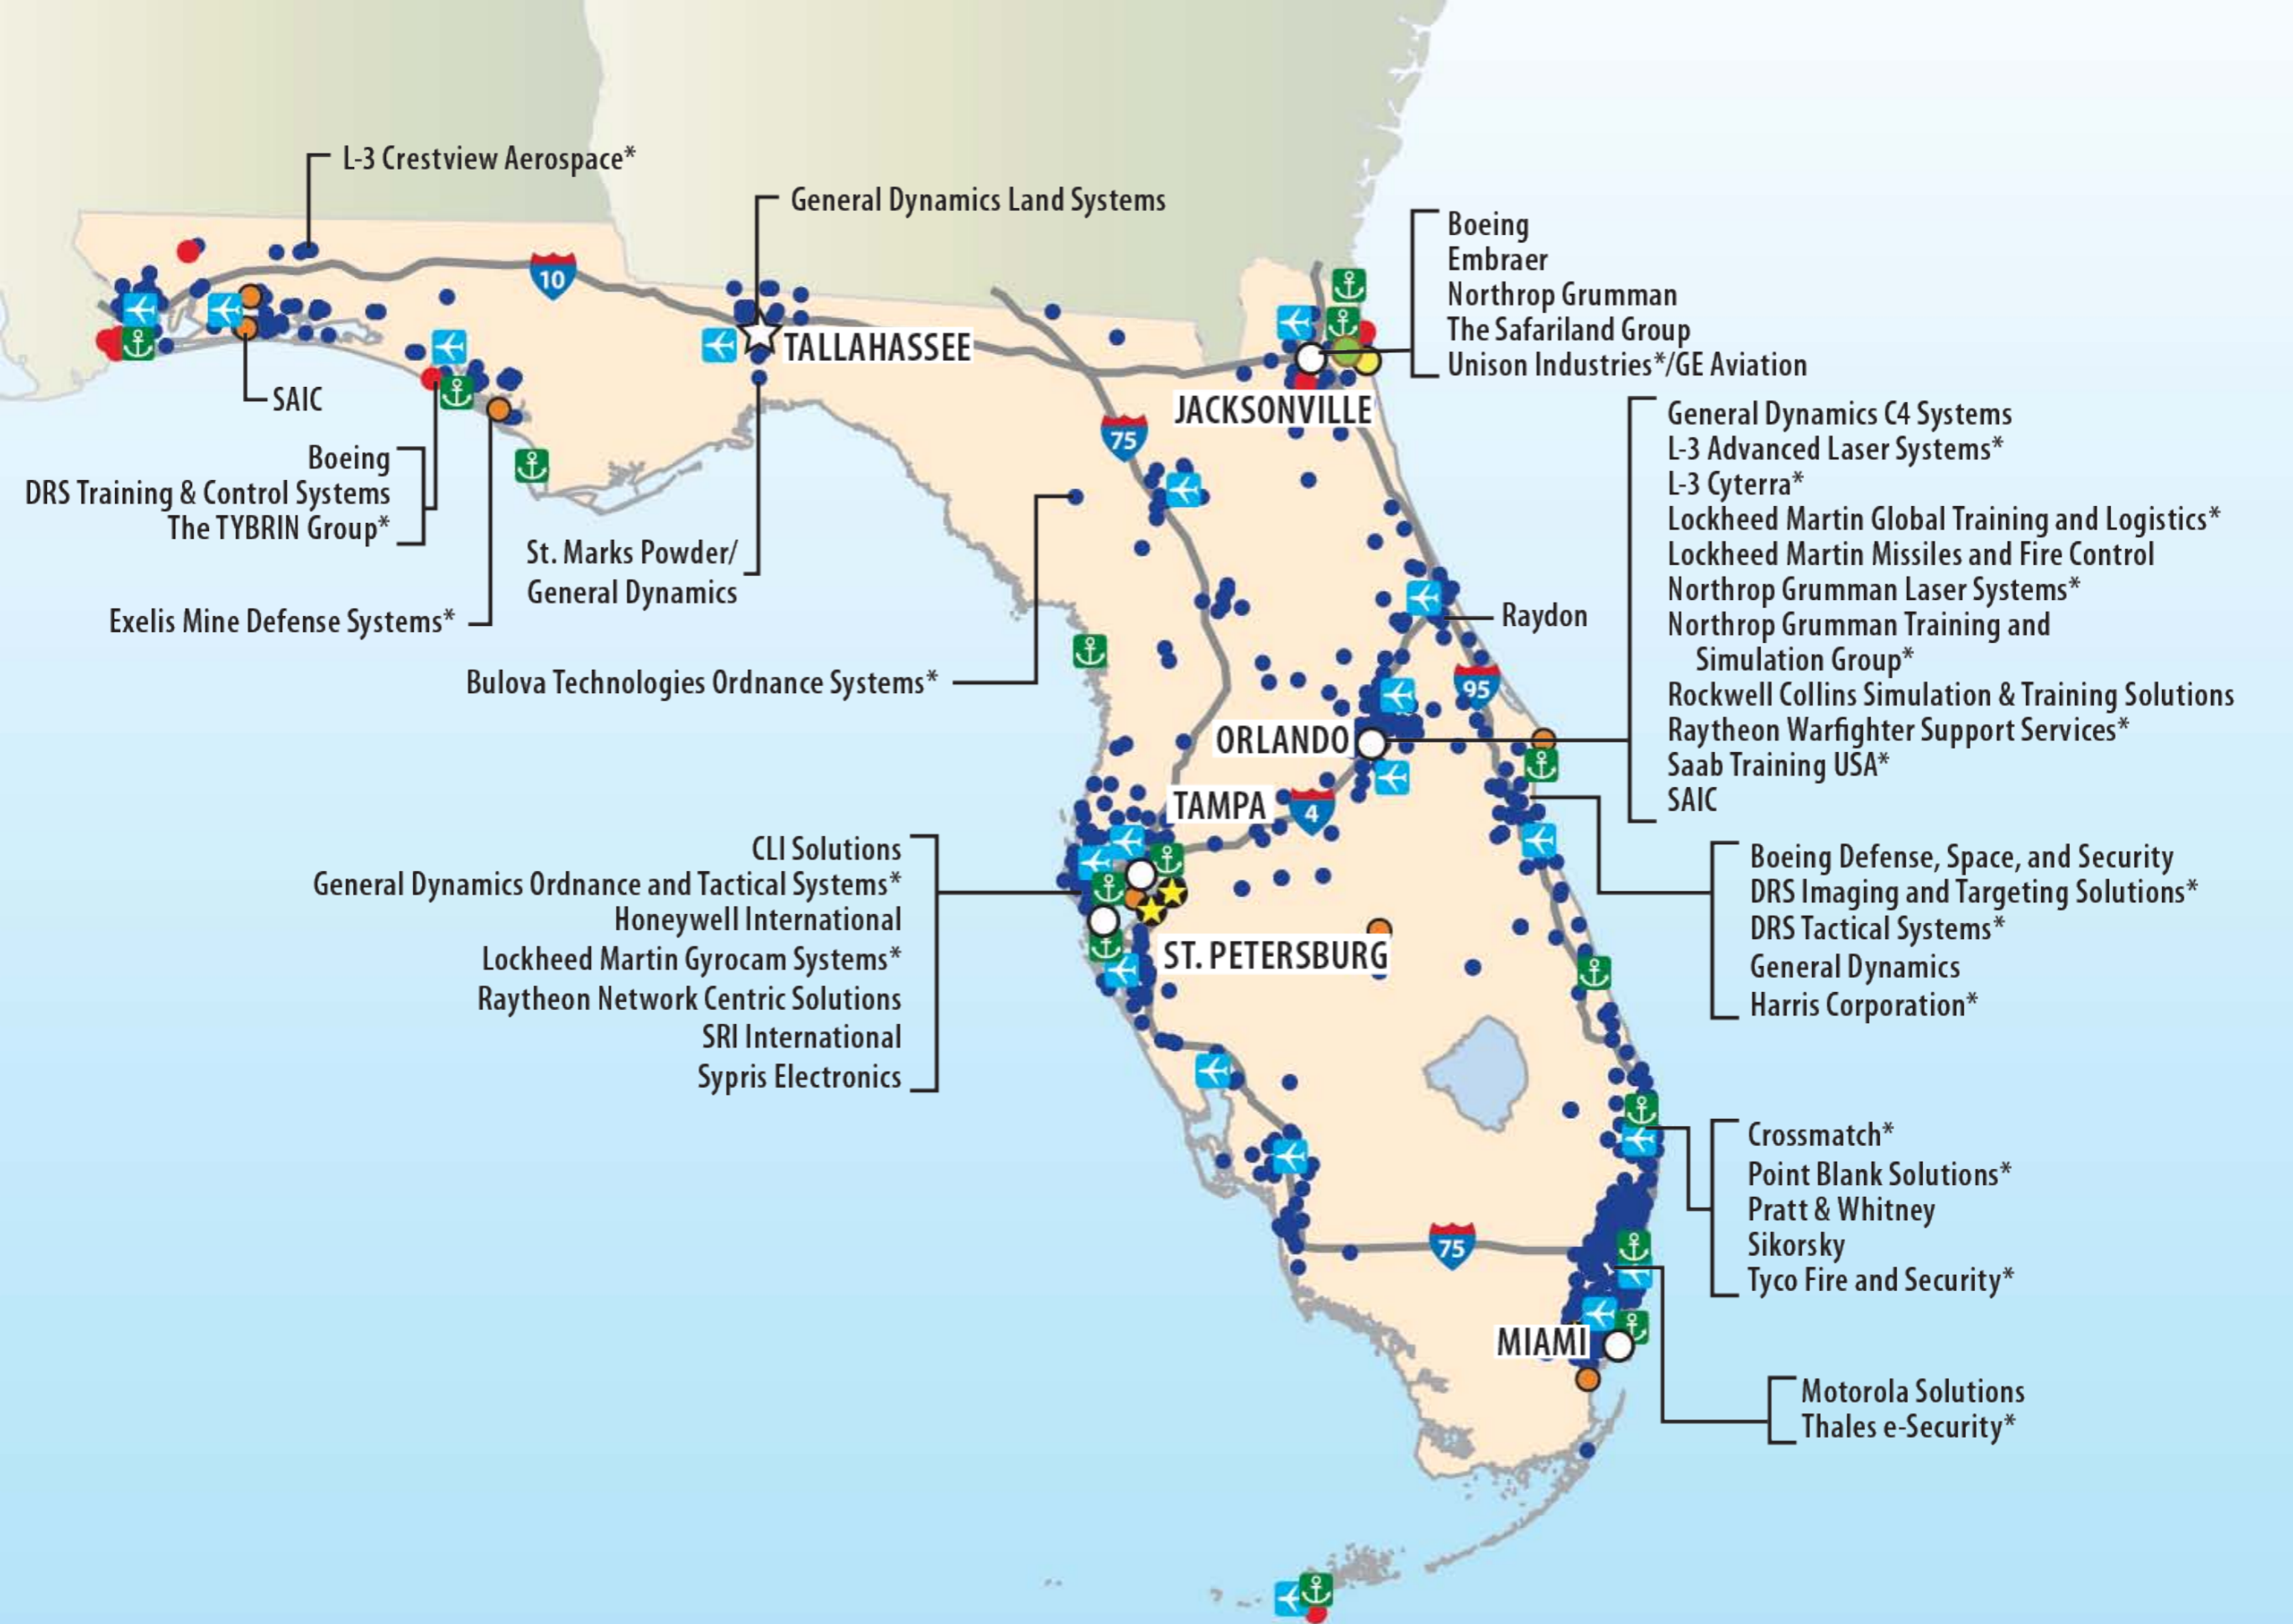 L-3 Crestview Aerospace*
General Dynamics Land Systems
10
TALLAHASSEE
SAIC
Boeing
DRS Training & Control Systems
The TYBRIN Group*
Exelis Mine Defense Systems*
St. Marks Powder/
General Dynamics
Bulova Technologies Ordnance Systems*
75
JACKSONVILLE
Boeing
Embraer
Northrop Grumman
The Safariland Group
Unison Industries*/GE Aviation
Raydon
95
ORLANDO
General Dynamics C4 Systems
L-3 Advanced Laser Systems*
L-3 Cyterra*
Lockheed Martin Global Training and Logistics*
Lockheed Martin Missiles and Fire Control
Northrop Grumman Laser Systems*
Northrop Grumman Training and
Simulation Group*
Rockwell Collins Simulation & Training Solutions
Raytheon Warfighter Support Services*
Saab Training USA*
SAIC
TAMPA
4
CLI Solutions
General Dynamics Ordnance and Tactical Systems*
Honeywell International
Lockheed Martin Gyrocam Systems*
Raytheon Network Centric Solutions
SRI International
Sypris Electronics
ST. PETERSBURG
Boeing Defense, Space, and Security
DRS Imaging and Targeting Solutions*
DRS Tactical Systems*
General Dynamics
Harris Corporation*
Crossmatch*
Point Blank Solutions*
Pratt & Whitney
Sikorsky
Tyco Fire and Security*
75
MIAMI
Motorola Solutions
Thales e-Security*